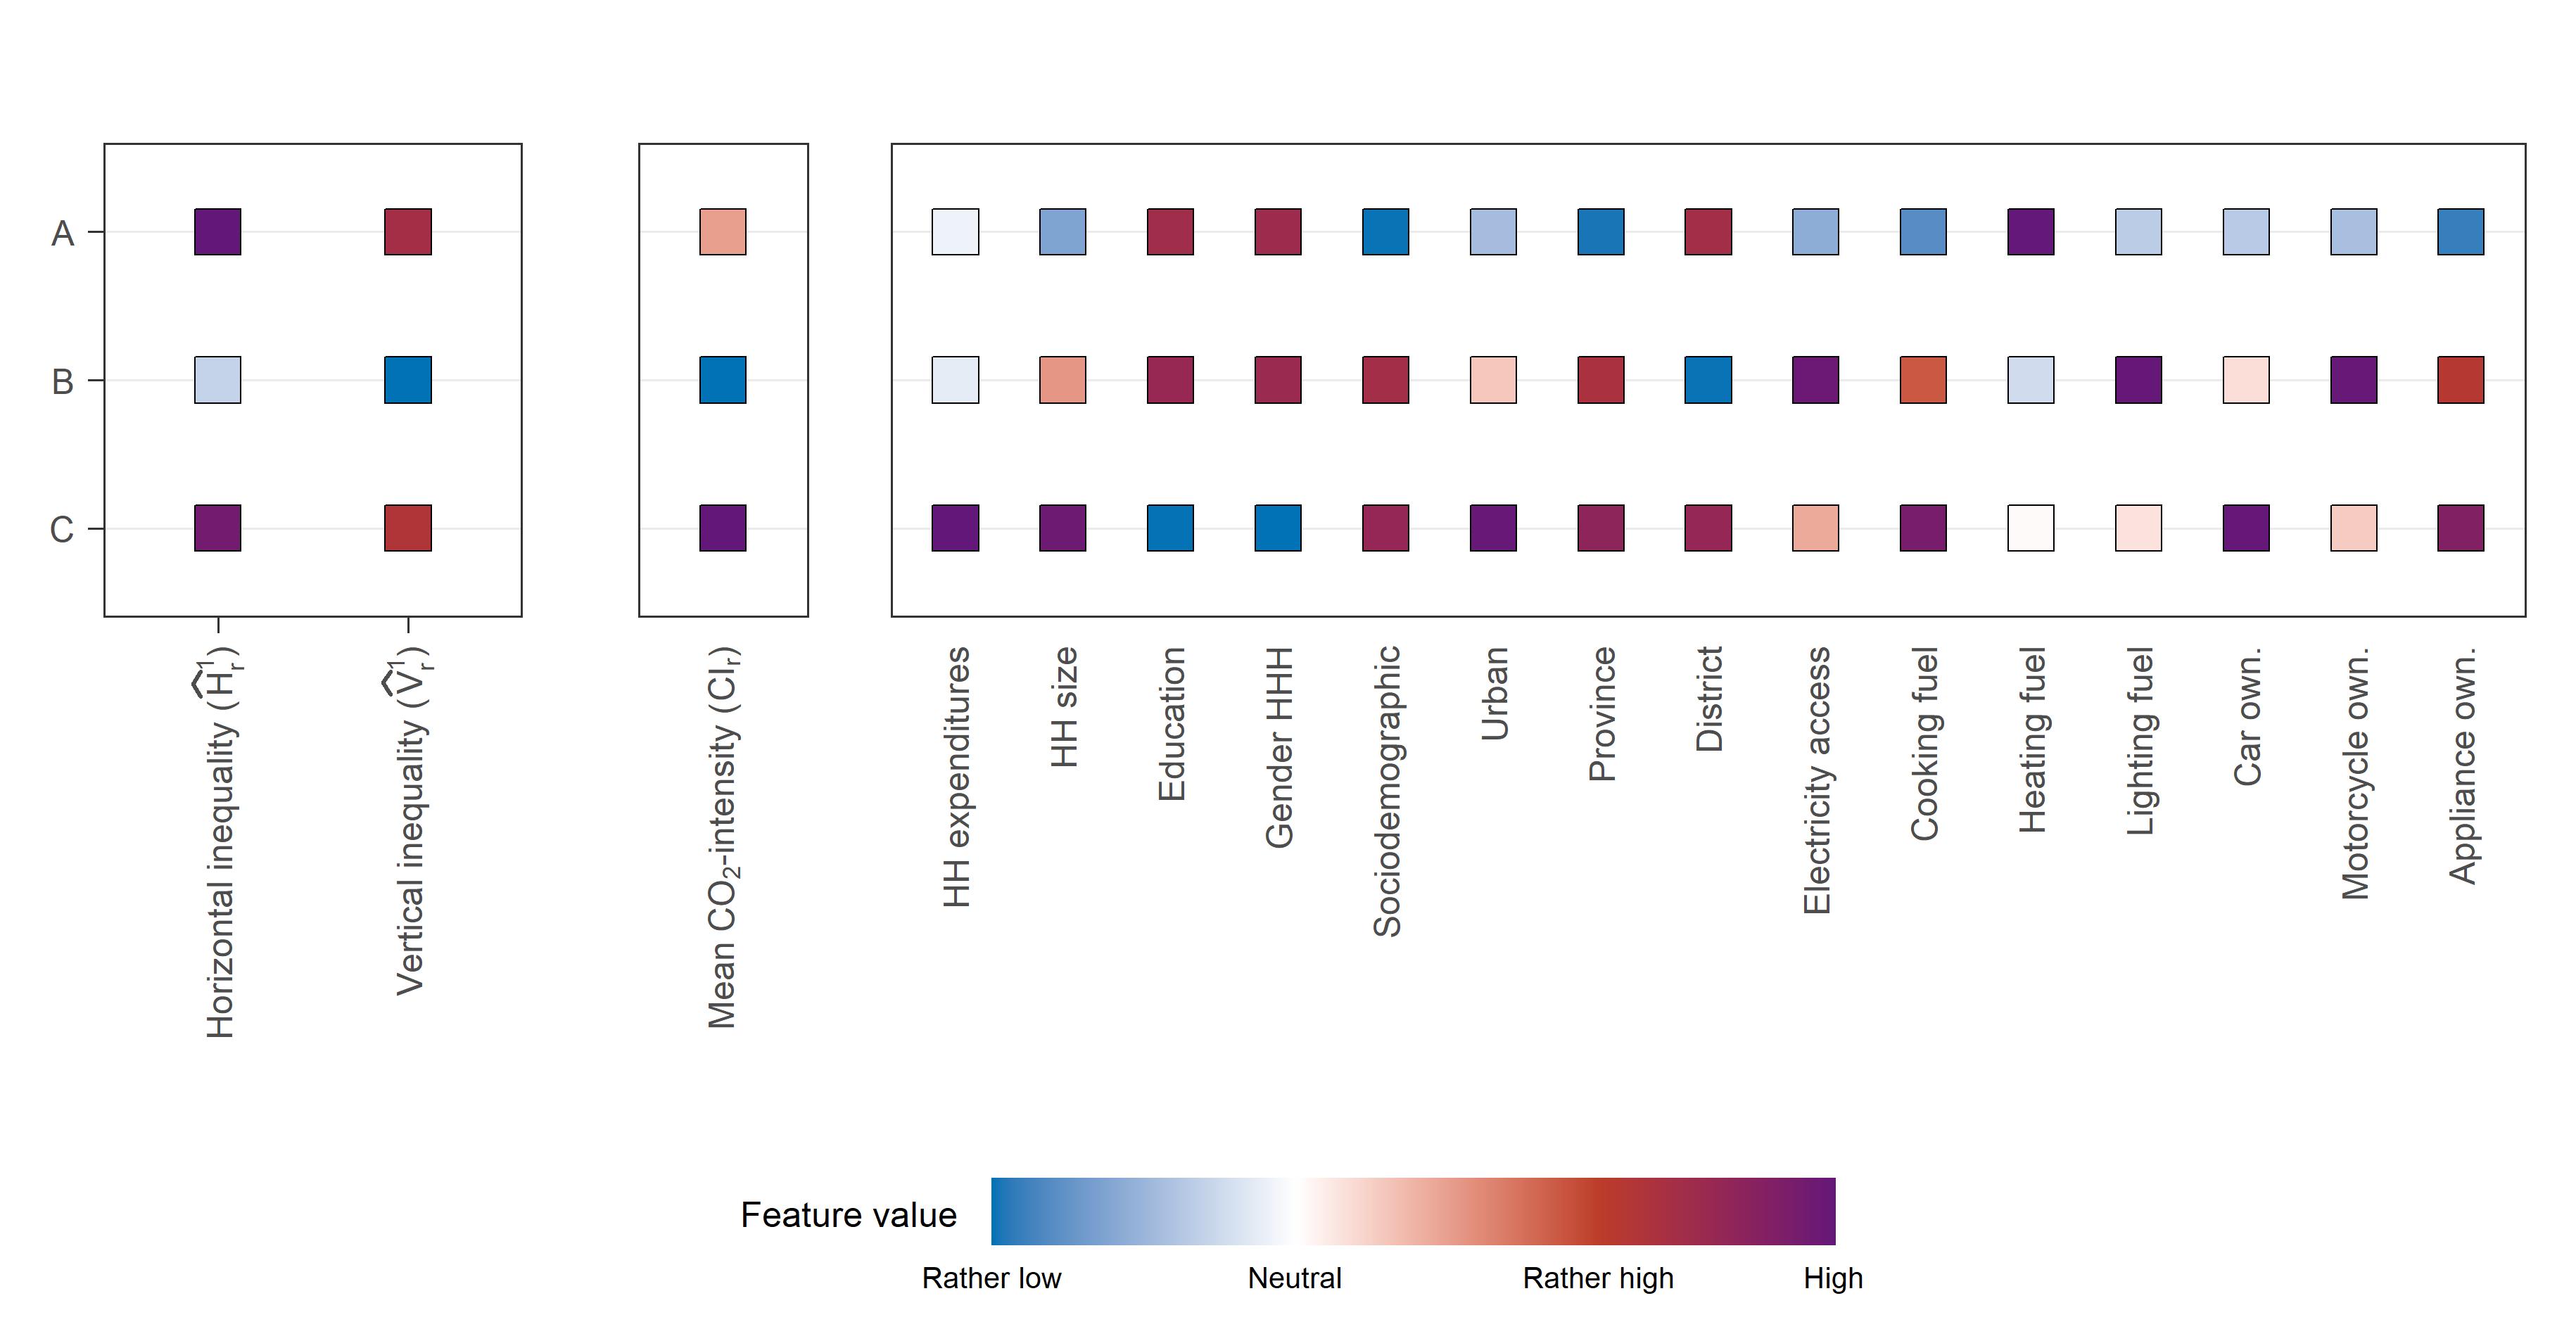 A
B
C
Horizontal inequality (Ĥ¹ᵣ)
Vertical inequality (V̂¹ᵣ)
Mean CO₂-intensity (CIᵣ)
HH expenditures
HH size
Education
Gender HHH
Sociodemographic
Urban
Province
District
Electricity access
Cooking fuel
Heating fuel
Lighting fuel
Car own.
Motorcycle own.
Appliance own.
Feature value
Rather low Neutral Rather high High